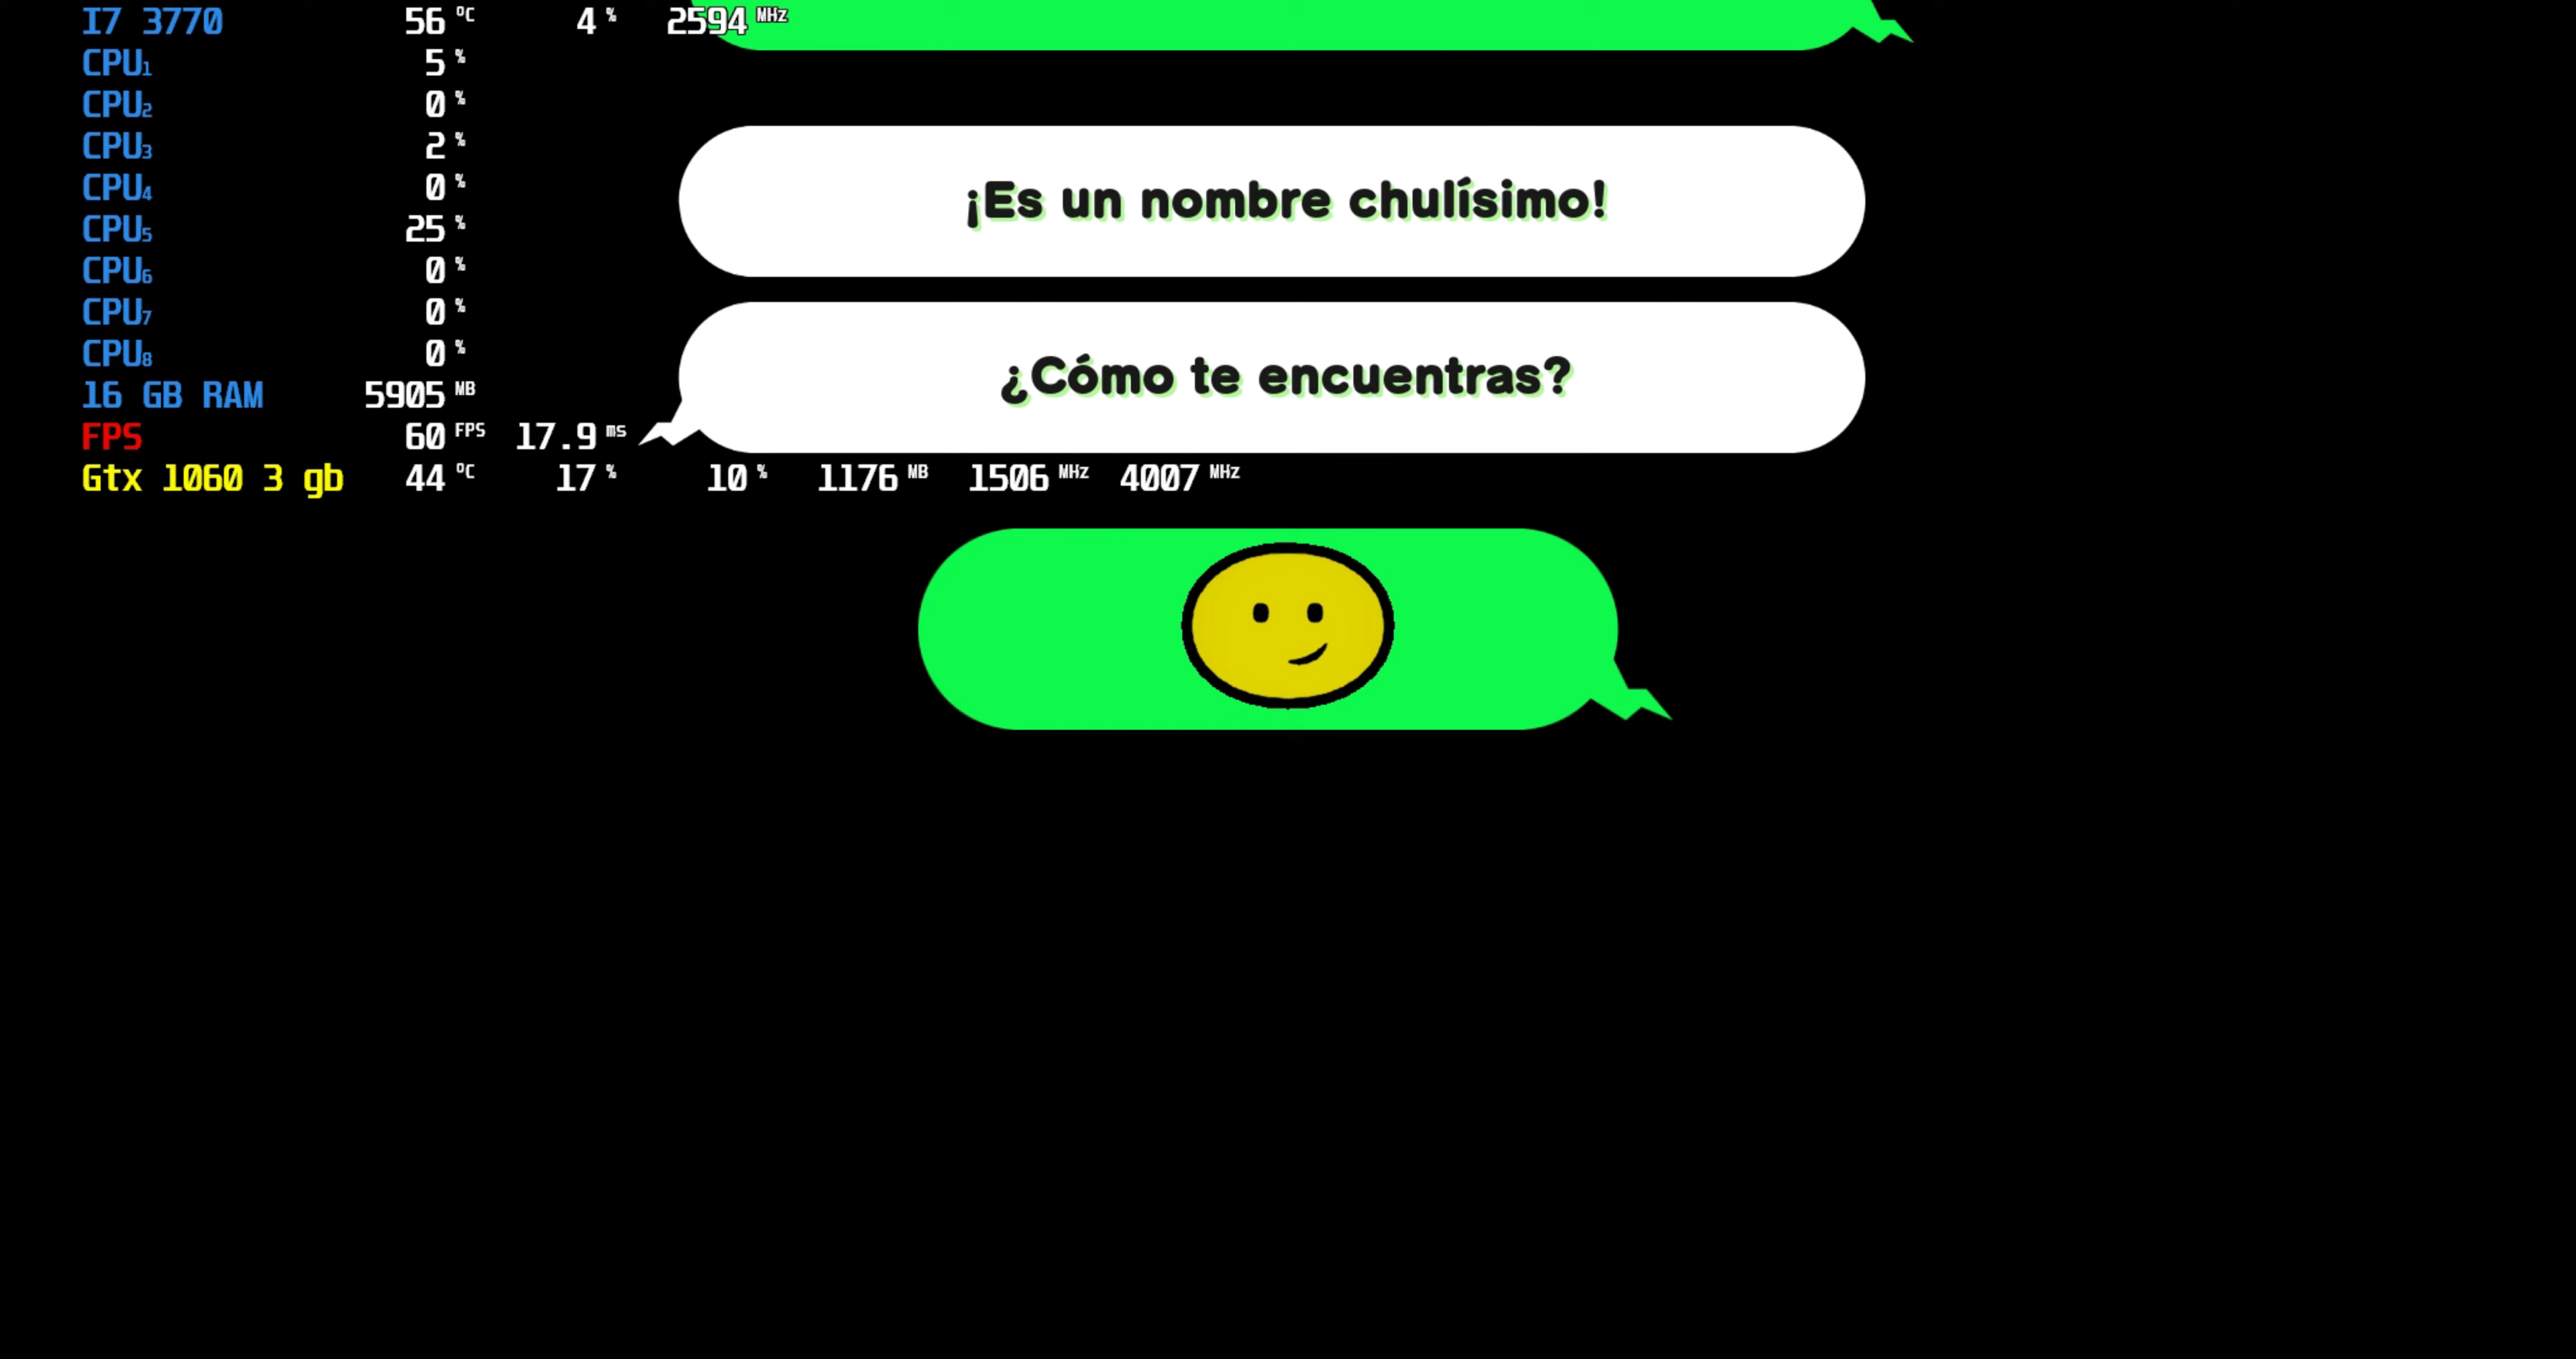 I7 3770 56 °C 4 % 2594 MHz
CPU1 5 %
CPU2 0 %
CPU3 2 %
CPU4 0 %
CPU5 25 %
CPU6 0 %
CPU7 0 %
CPU8 0 %
16 GB RAM 5905 MB
FPS 60 FPS 17.9 ms
Gtx 1060 3 gb 44 °C 17 % 10 % 1176 MB 1506 MHz 4007 MHz
¡Es un nombre chulísimo!
¿Cómo te encuentras?